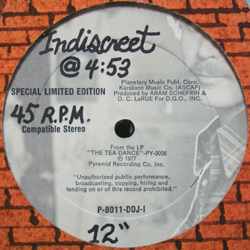 Indiscreet
@ 4:53
Planetary Music Publ. Corp.
Karolann Music Co. (ASCAP)
SPECIAL LIMITED EDITION
Produced by ARAM SCHEFRIN &
D. C. LaRUE For D.G.O., INC.
45 R.P.M.
Compatible Stereo
From the LP
"THE TEA DANCE"-PY-9006
© 1977
Pyramid Recording Co. Inc.
"Unauthorized public performance,
broadcasting, copying, hiring and
lending on or of this record prohibited."
P-8011-DDJ-I
12"